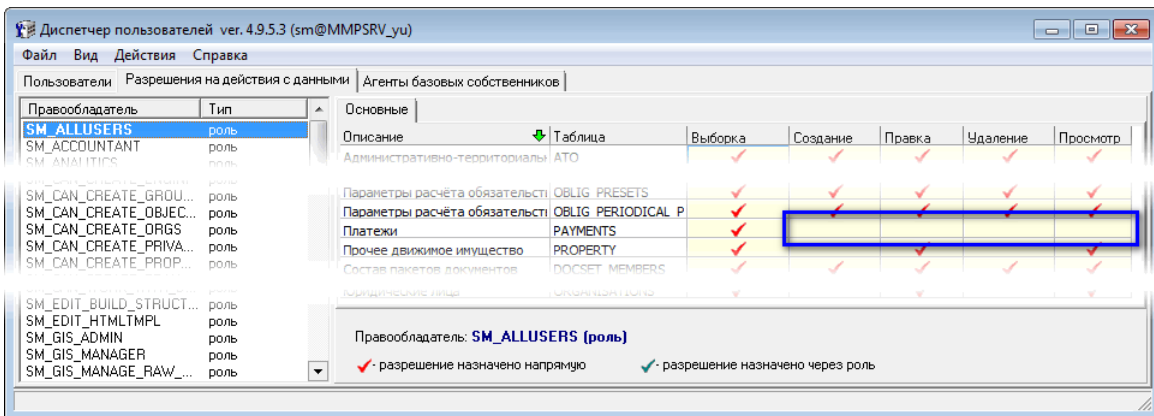 Диспетчер пользователей ver. 4.9.5.3 (sm@MMPSRV_yu)
Файл Вид Действия Справка
Пользователи Разрешения на действия с данными Агенты базовых собственников
Правообладатель Тип
SM_ALLUSERS роль
SM_ACCOUNTANT роль
SM_ANALITICS роль
SM_CAN_CREATE_GROU... роль
SM_CAN_CREATE_OBJEC... роль
SM_CAN_CREATE_ORGS роль
SM_CAN_CREATE_PRIVA... роль
SM_CAN_CREATE_PROP... роль
SM_EDIT_BUILD_STRUCT... роль
SM_EDIT_HTMLTMPL роль
SM_GIS_ADMIN роль
SM_GIS_MANAGER роль
SM_GIS_MANAGE_RAW_... роль
Основные
Описание Таблица Выборка Создание Правка Удаление Просмотр
Административно-территориальн АТО
Параметры расчёта обязательст OBLIG_PRESETS
Параметры расчёта обязательст OBLIG_PERIODICAL_P
Платежи PAYMENTS
Прочее движимое имущество PROPERTY
Состав пакетов документов DOCSET_MEMBERS
Юридические лица ORGANISATIONS
Правообладатель: SM_ALLUSERS (роль)
- разрешение назначено напрямую - разрешение назначено через роль